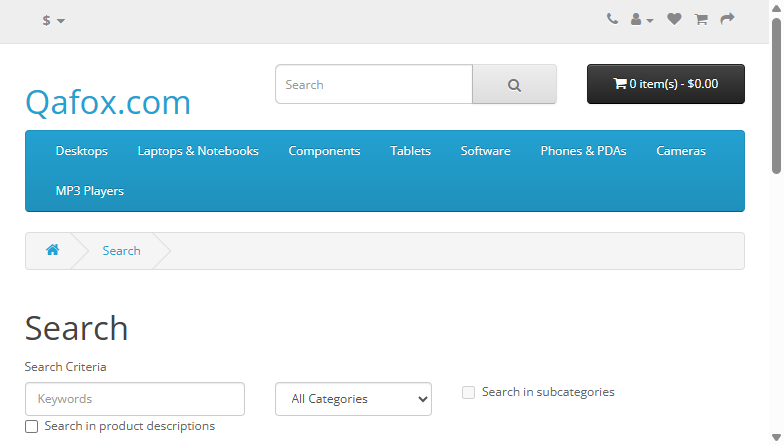 $
Qafox.com
Search
0 item(s) - $0.00
Desktops Laptops & Notebooks Components Tablets Software Phones & PDAs Cameras
MP3 Players
Search
Search
Search Criteria
Keywords All Categories Search in subcategories
Search in product descriptions